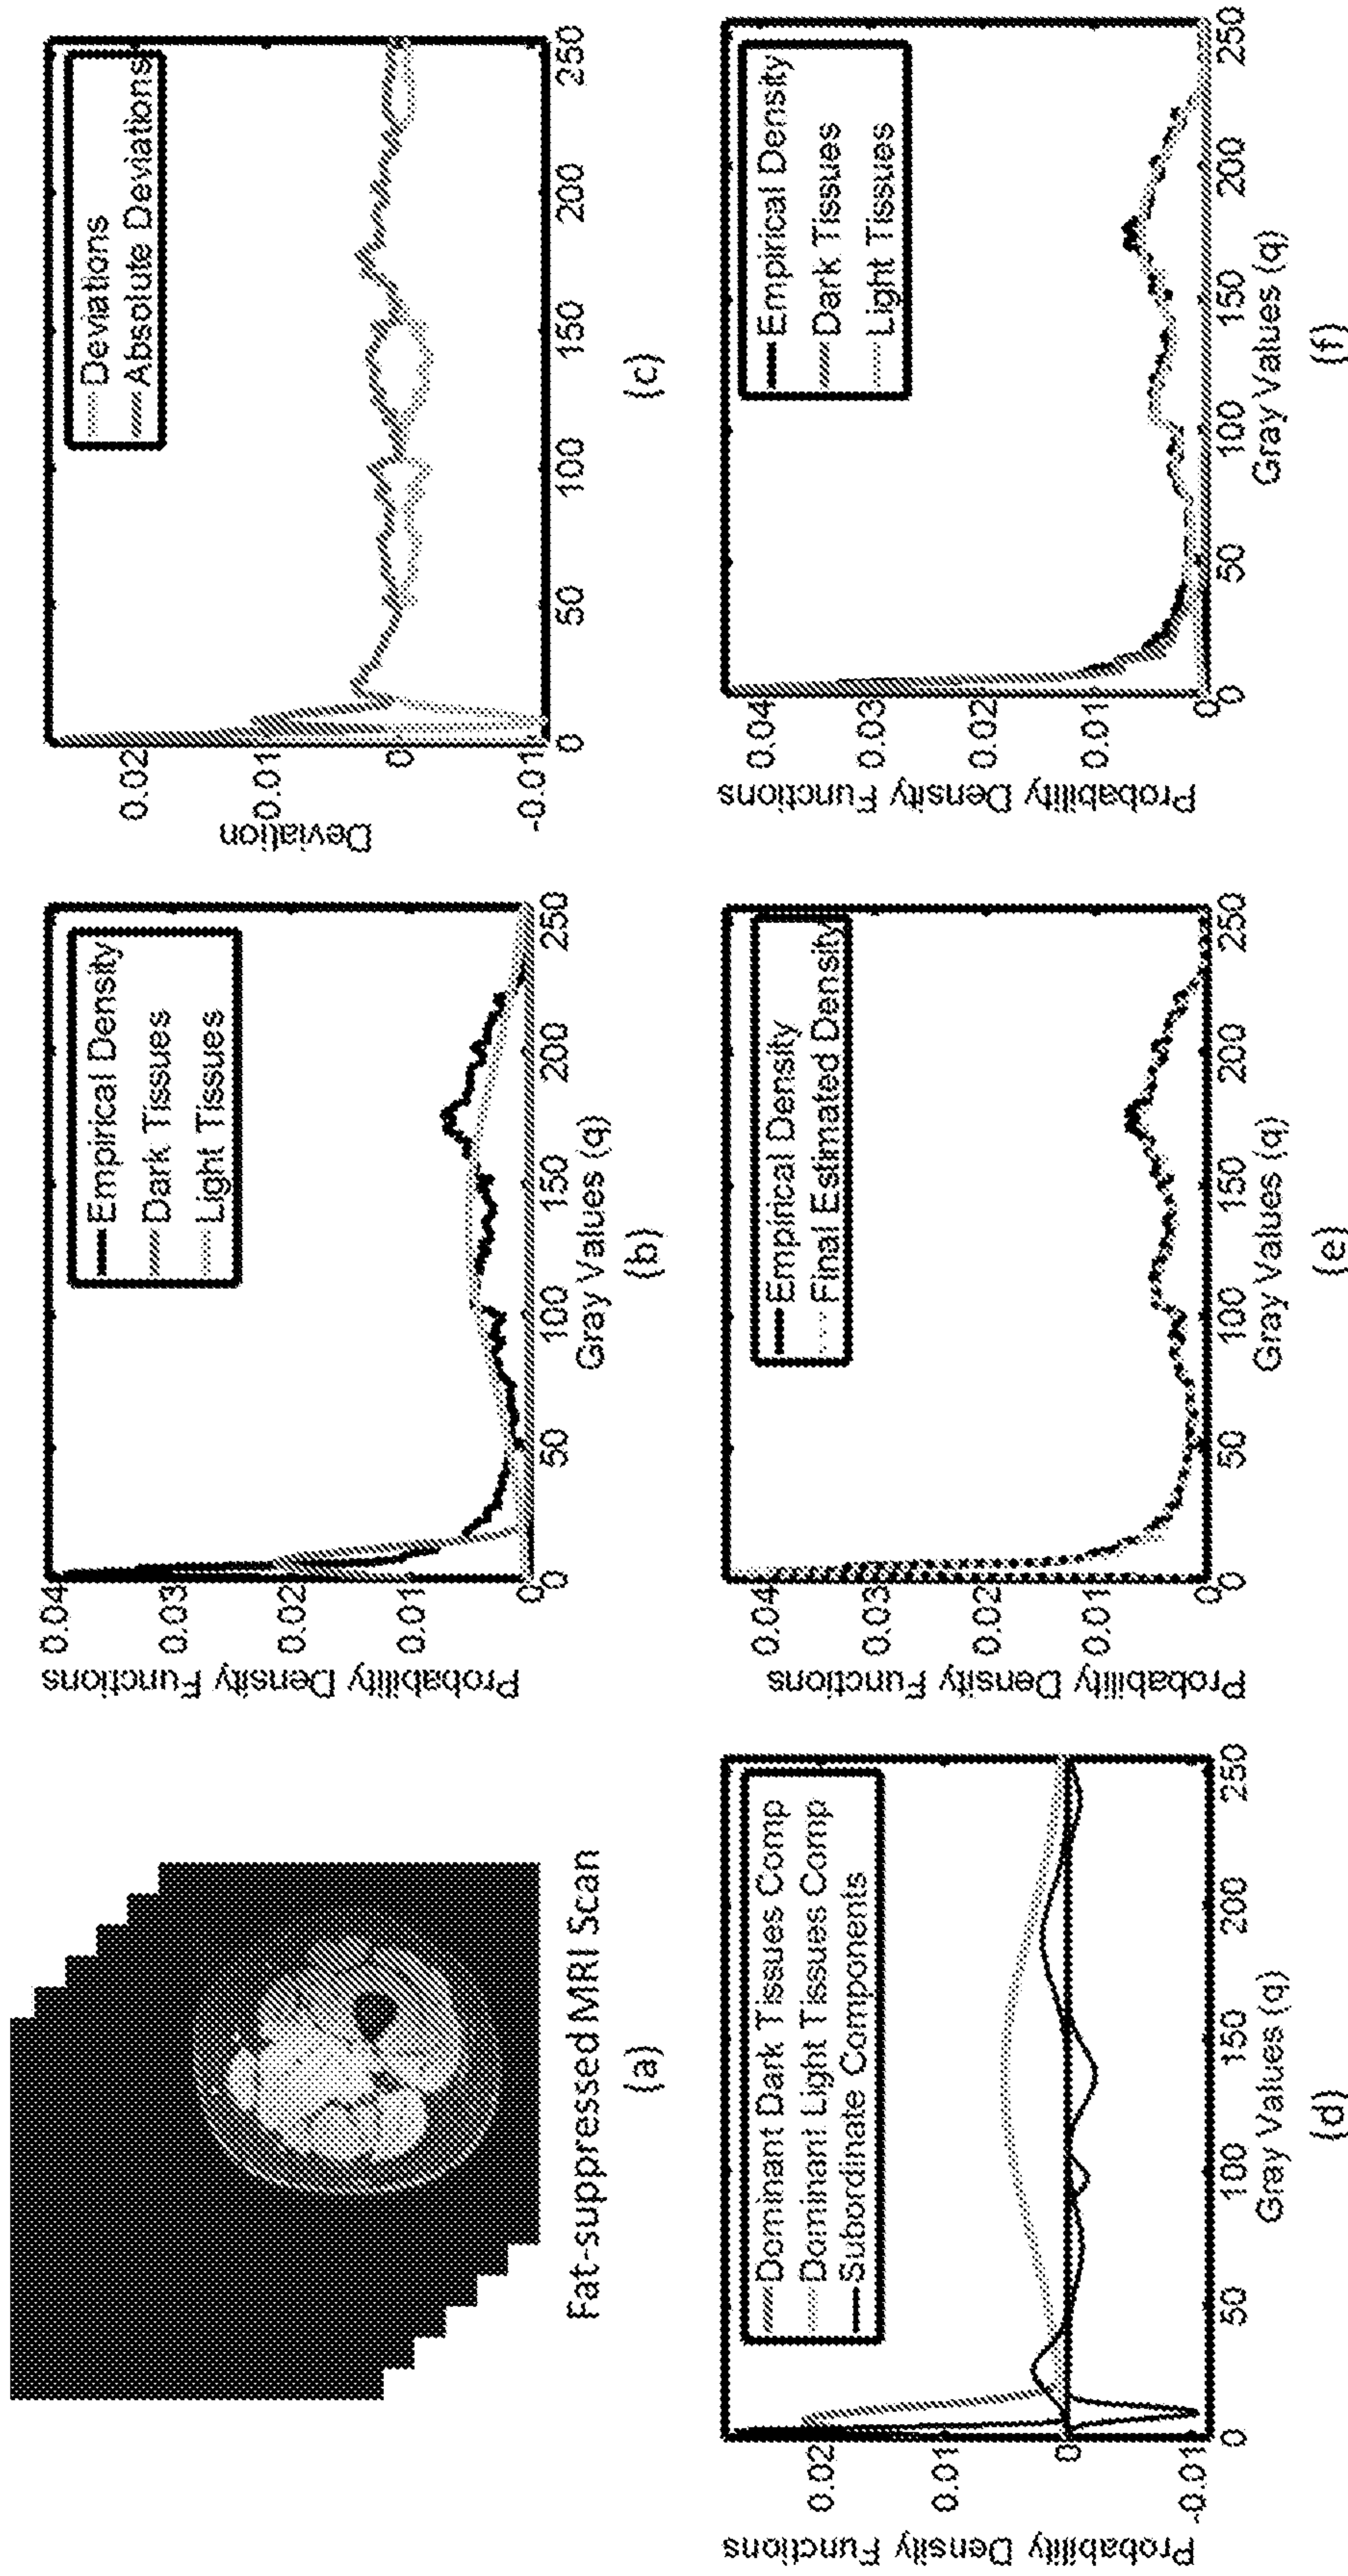 Fat-suppressed MRI Scan
(a)
Probability Density Functions
0.04
0.03
0.02
0.01
0
Empirical Density
Dark Tissues
Light Tissues
0 50 100 150 200 250
Gray Values (q)
(b)
Deviation
0.02
0.01
0
-0.01
Deviations
Absolute Deviations
0 50 100 150 200 250
(c)
Probability Density Functions
0.02
0.01
0
-0.01
Dominant Dark Tissues Comp
Dominant Light Tissues Comp
Subordinate Components
0 50 100 150 200 250
Gray Values (q)
(d)
Probability Density Functions
0.04
0.03
0.02
0.01
0
Empirical Density
Final Estimated Density
0 50 100 150 200 250
Gray Values (q)
(e)
Probability Density Functions
0.04
0.03
0.02
0.01
0
Empirical Density
Dark Tissues
Light Tissues
0 50 100 150 200 250
Gray Values (q)
(f)